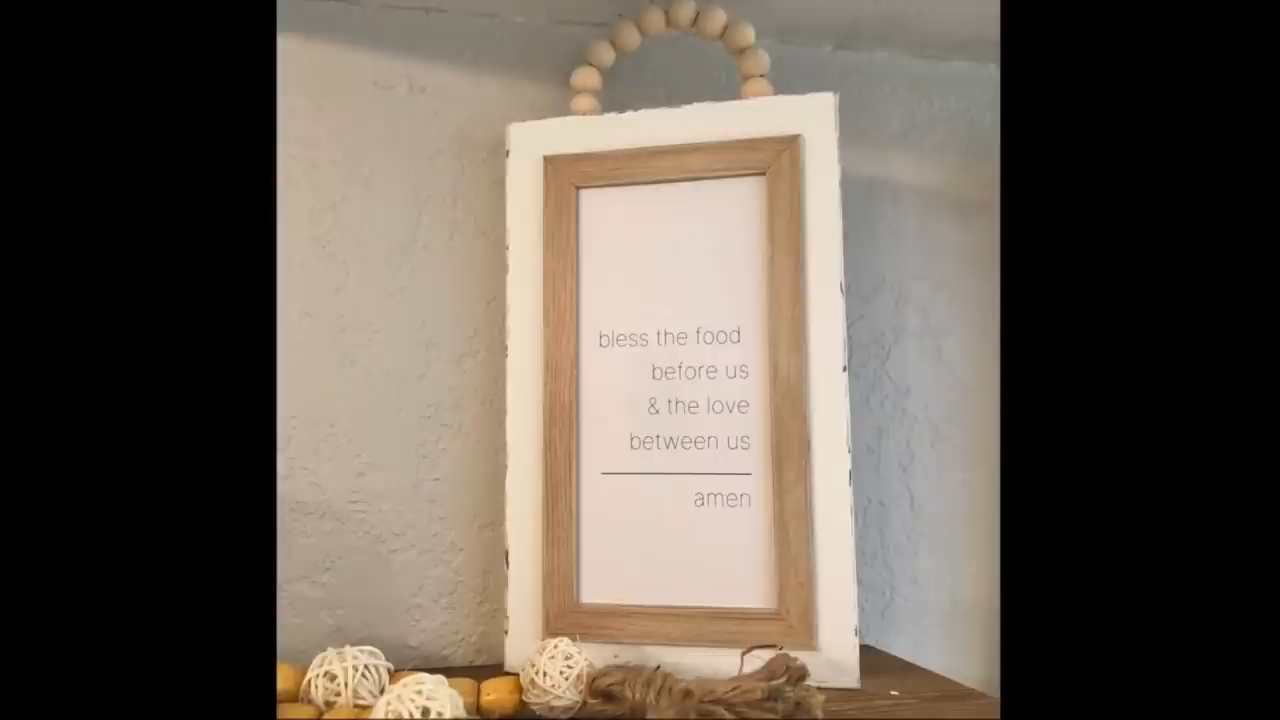 bless the food
before us
& the love
between us
amen